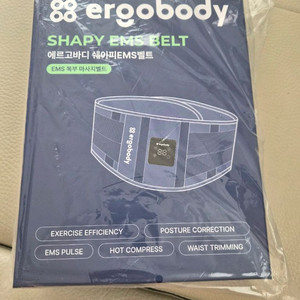 ergobody
SHAPY EMS BELT
에르고바디 쉐아피EMS벨트
EMS 복부 마사지벨트
ergobody
EXERCISE EFFICIENCY
POSTURE CORRECTION
EMS PULSE
HOT COMPRESS
WAIST TRIMMING